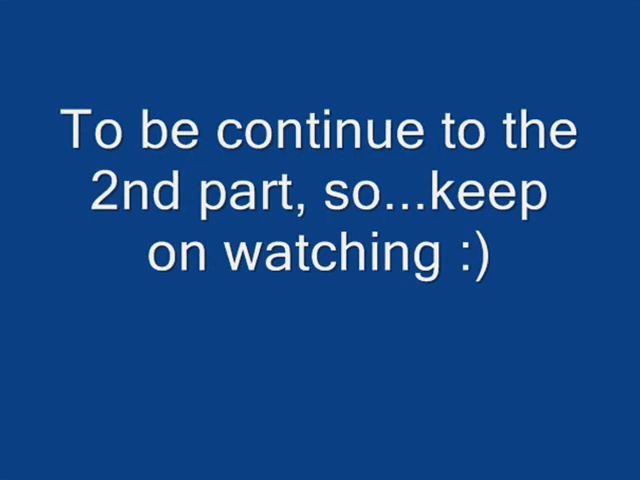 To be continue to the
2nd part, so...keep
on watching :)